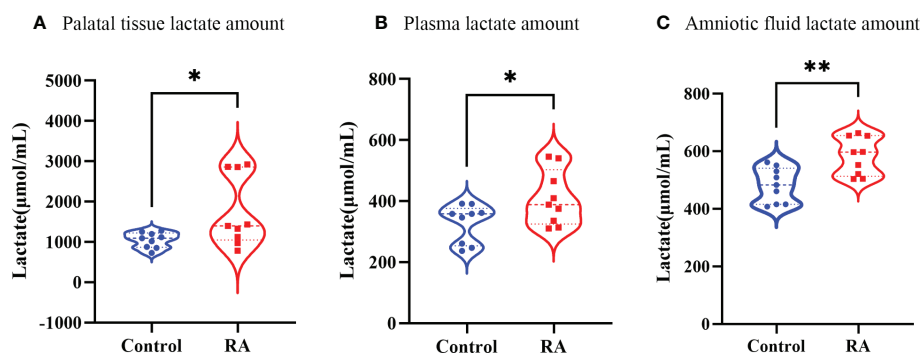 A Palatal tissue lactate amount
B Plasma lactate amount
C Amniotic fluid lactate amount
Lactate(μmol/mL)
5000
4000
3000
2000
1000
0
-1000
*
Control RA
Lactate(μmol/mL)
800
600
400
200
0
*
Control RA
Lactate(μmol/mL)
800
600
400
200
0
**
Control RA